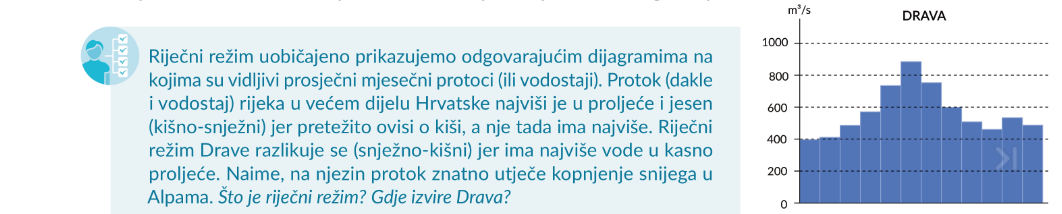 Riječni režim uobičajeno prikazujemo odgovarajućim dijagramima na
kojima su vidljivi prosječni mjesečni protoci (ili vodostaji). Protok (dakle
i vodostaj) rijeka u većem dijelu Hrvatske najviši je u proljeće i jesen
(kišno-snježni) jer pretežito ovisi o kiši, a nje tada ima najviše. Riječni
režim Drave razlikuje se (snježno-kišni) jer ima najviše vode u kasno
proljeće. Naime, na njezin protok znatno utječe kopnjenje snijega u
Alpama. Što je riječni režim? Gdje izvire Drava?
m³/s
DRAVA
1000
800
600
400
200
0